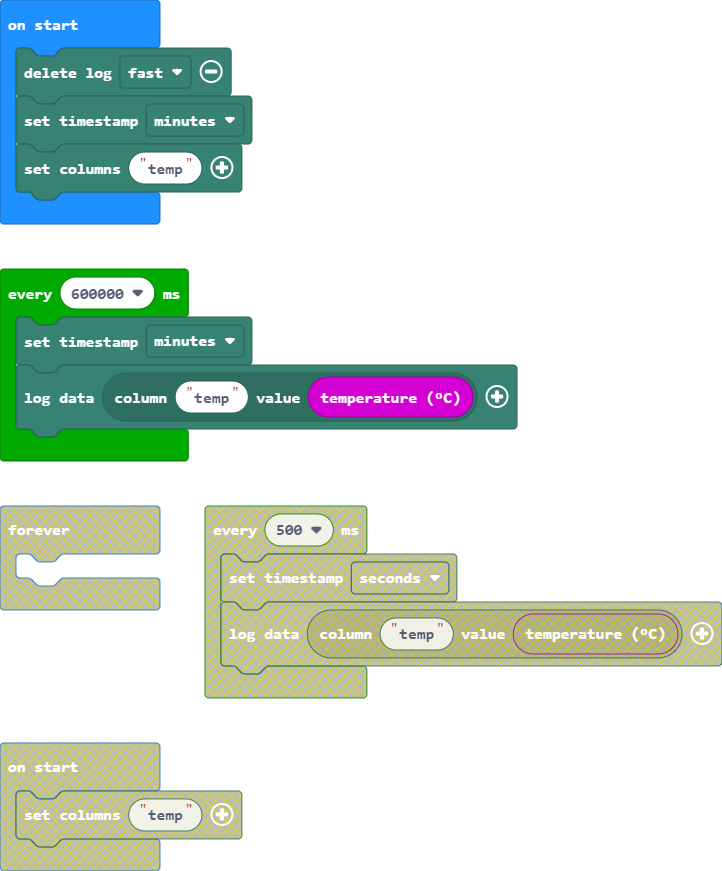 on start
delete log fast
set timestamp minutes
set columns "temp"
every 600000 ms
set timestamp minutes
log data column "temp" value temperature (ºC)
forever
every 500 ms
set timestamp seconds
log data column "temp" value temperature (ºC)
on start
set columns "temp"